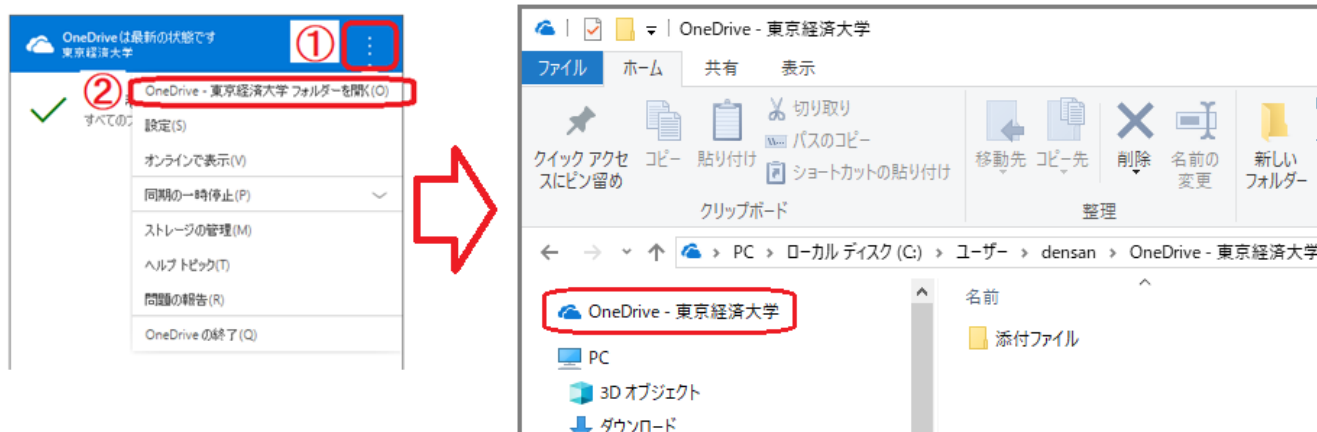 OneDrive は最新の状態です
東京経済大学
①
②
OneDrive - 東京経済大学 フォルダーを開く(O)
すべての
設定(S)
オンラインで表示(V)
同期の一時停止(P)
ストレージの管理(M)
ヘルプ トピック(T)
問題の報告(R)
OneDrive の終了(Q)
OneDrive - 東京経済大学
ファイル ホーム 共有 表示
クイック アクセスにピン留め
コピー
貼り付け
切り取り
パスのコピー
ショートカットの貼り付け
クリップボード
移動先
コピー先
削除
名前の変更
整理
新しいフォルダー
PC › ローカル ディスク (C:) › ユーザー › densan › OneDrive - 東京経済大学
OneDrive - 東京経済大学
PC
3D オブジェクト
ダウンロード
名前
添付ファイル